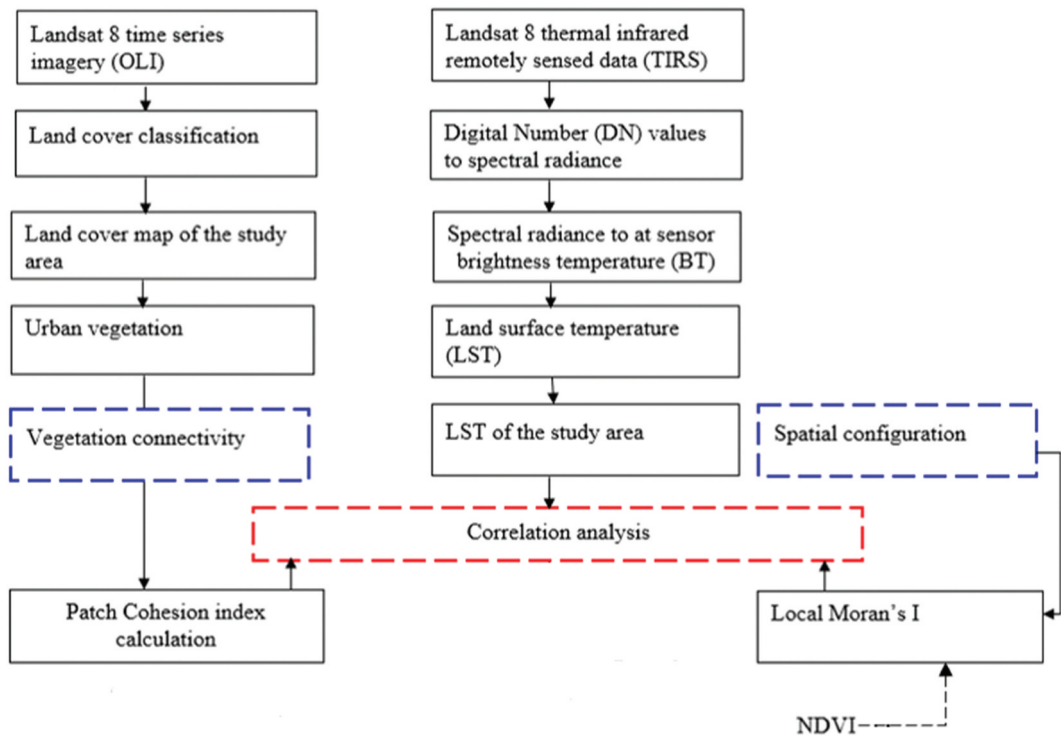 Landsat 8 time series
imagery (OLI)
Land cover classification
Land cover map of the study
area
Urban vegetation
Vegetation connectivity
Patch Cohesion index
calculation
Landsat 8 thermal infrared
remotely sensed data (TIRS)
Digital Number (DN) values
to spectral radiance
Spectral radiance to at sensor
brightness temperature (BT)
Land surface temperature
(LST)
LST of the study area
Correlation analysis
Spatial configuration
Local Moran's I
NDVI